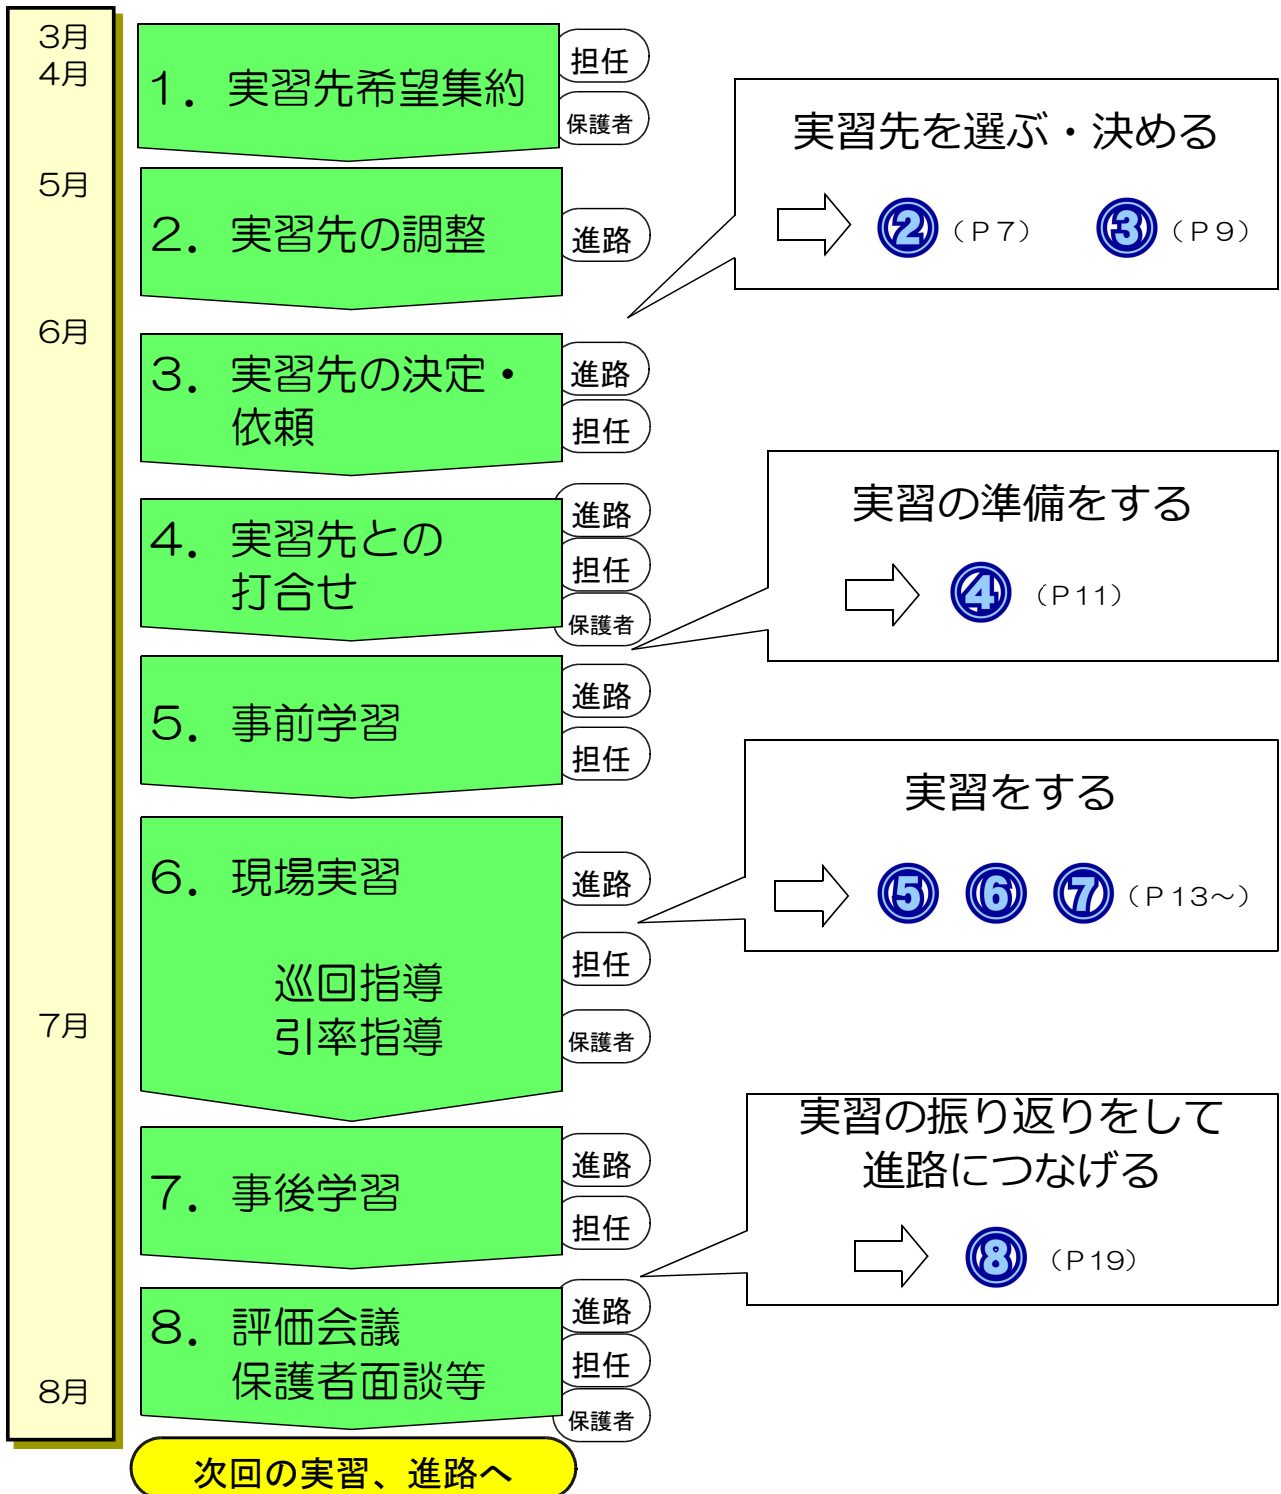 3月
4月
5月
6月
7月
8月
1．実習先希望集約
担任
保護者
2．実習先の調整
進路
実習先を選ぶ・決める
② （P7） ③ （P9）
3．実習先の決定・
依頼
進路
担任
4．実習先との
打合せ
進路
担任
保護者
実習の準備をする
④ （P11）
5．事前学習
進路
担任
6．現場実習
巡回指導
引率指導
進路
担任
保護者
実習をする
⑤ ⑥ ⑦ （P13～）
7．事後学習
進路
担任
実習の振り返りをして
進路につなげる
⑧ （P19）
8．評価会議
保護者面談等
進路
担任
保護者
次回の実習、進路へ